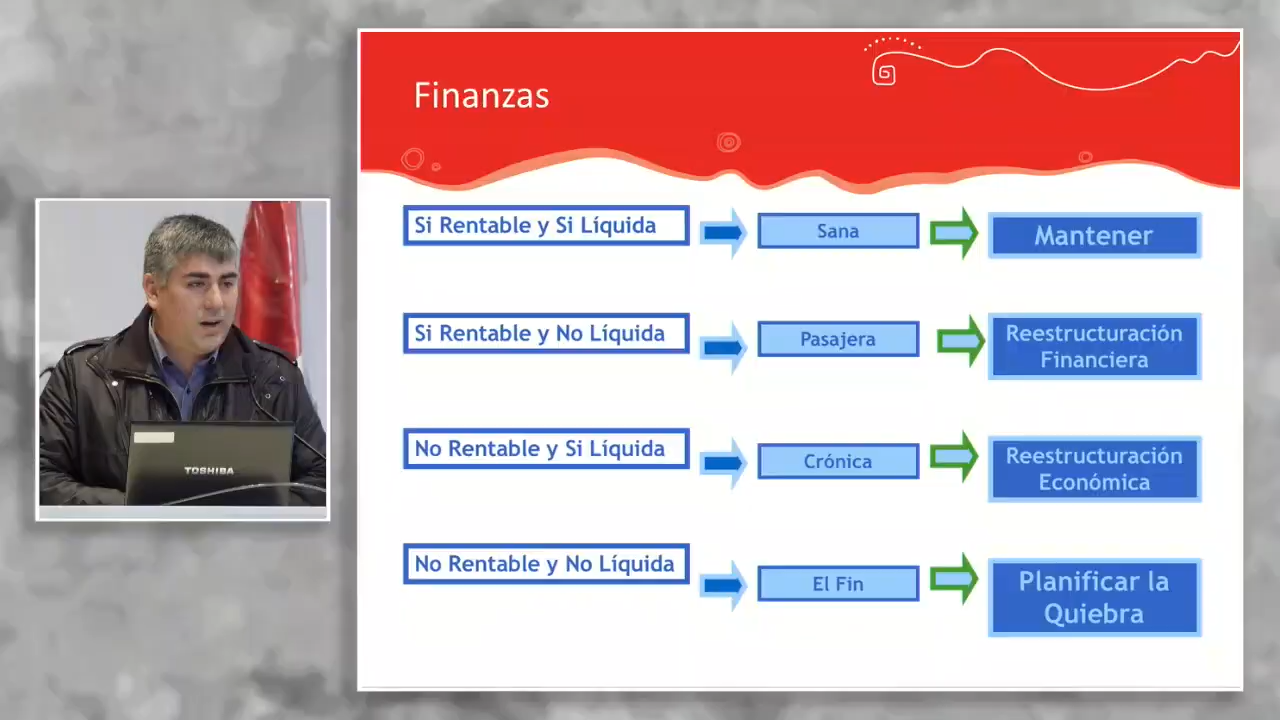 Finanzas
Si Rentable y Si Líquida
Sana
Mantener
Si Rentable y No Líquida
Pasajera
Reestructuración
Financiera
No Rentable y Si Líquida
Crónica
Reestructuración
Económica
No Rentable y No Líquida
El Fin
Planificar la
Quiebra
TOSHIBA